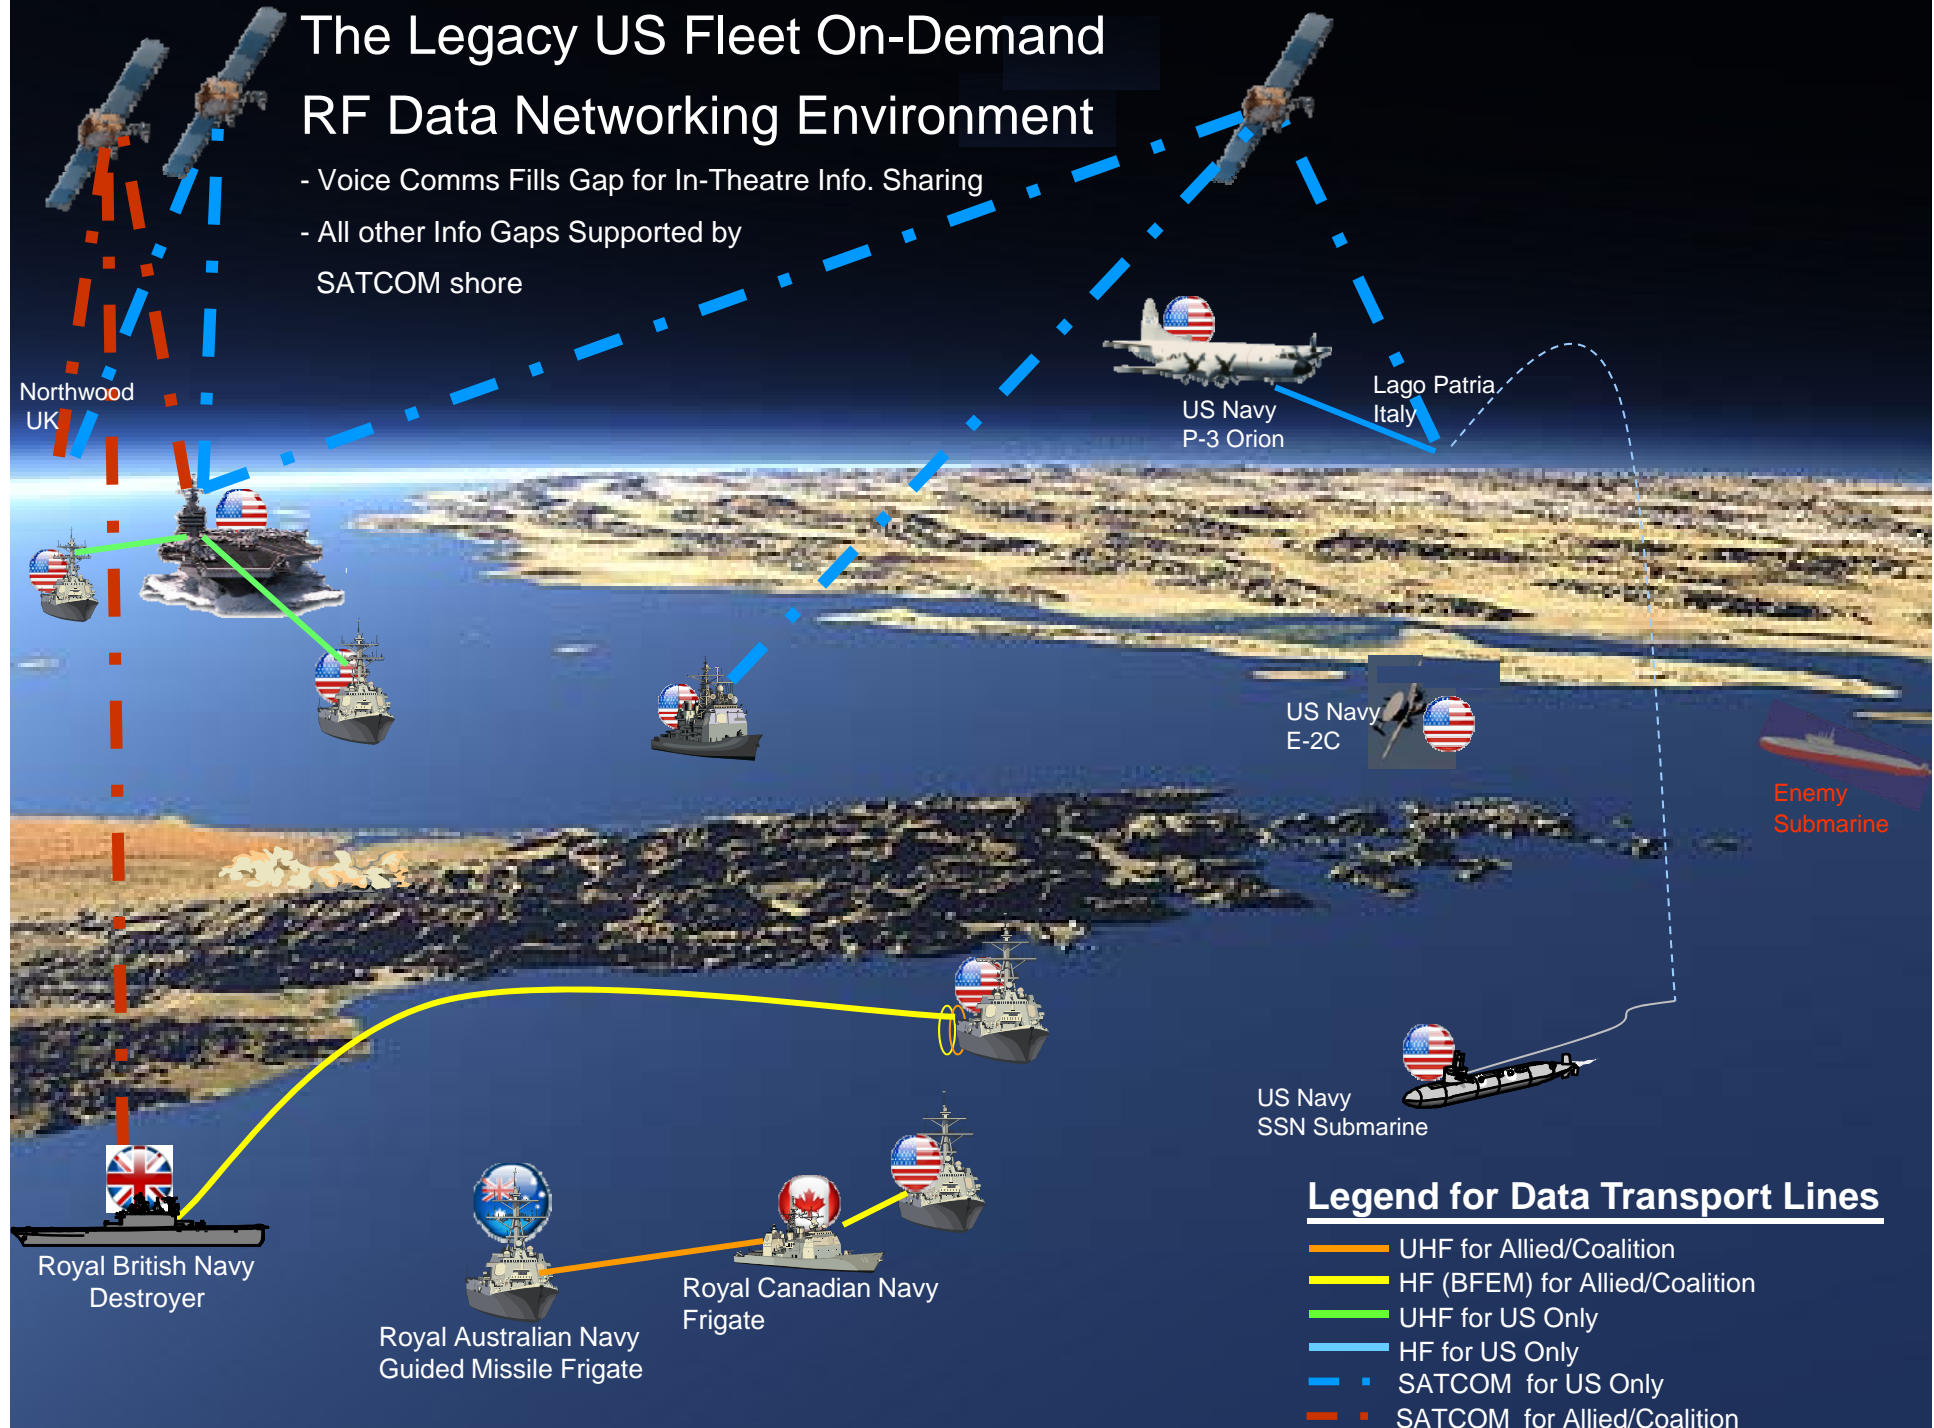 The Legacy US Fleet On-Demand
RF Data Networking Environment
- Voice Comms Fills Gap for In-Theatre Info. Sharing
- All other Info Gaps Supported by
SATCOM shore
Northwood
UK
Lago Patria
Italy
US Navy
P-3 Orion
US Navy
E-2C
Enemy
Submarine
US Navy
SSN Submarine
Royal British Navy
Destroyer
Royal Australian Navy
Guided Missile Frigate
Royal Canadian Navy
Frigate
Legend for Data Transport Lines
UHF for Allied/Coalition
HF (BFEM) for Allied/Coalition
UHF for US Only
HF for US Only
SATCOM for US Only
SATCOM for Allied/Coalition